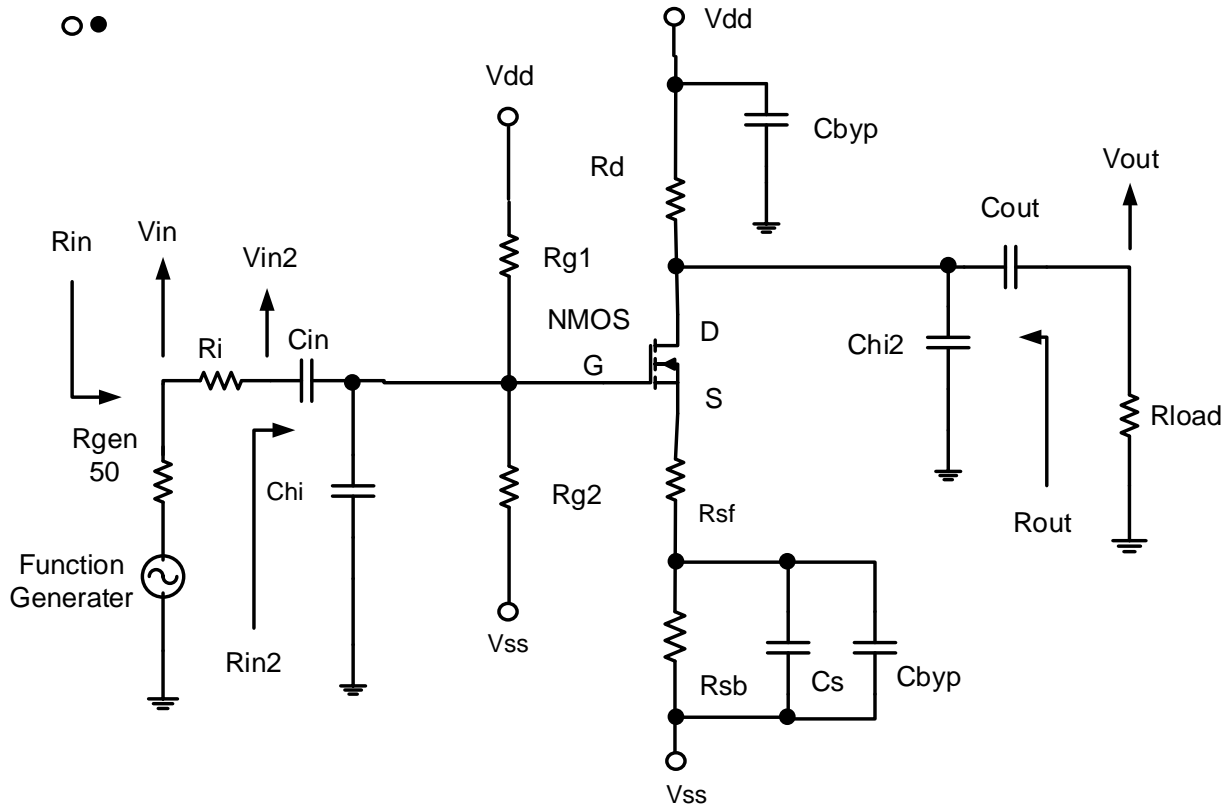 Vdd
Vdd
Cbyp
Rd
Vout
Cout
Rin
Vin
Vin2
Rg1
NMOS
D
Ri
Cin
G
Chi2
S
Rload
Rgen
50
Chi
Rg2
Rsf
Rout
Function
Generater
Vss
Rin2
Rsb
Cs
Cbyp
Vss